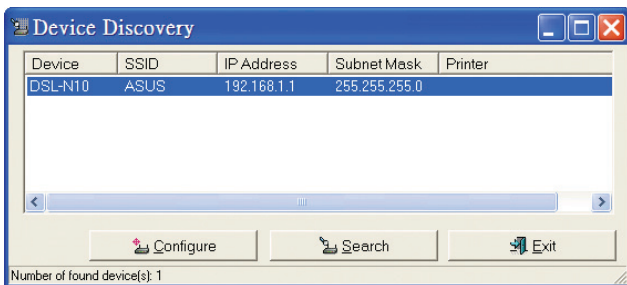 Device Discovery
Device SSID IP Address Subnet Mask Printer
DSL-N10 ASUS 192.168.1.1 255.255.255.0
Configure Search Exit
Number of found device(s): 1